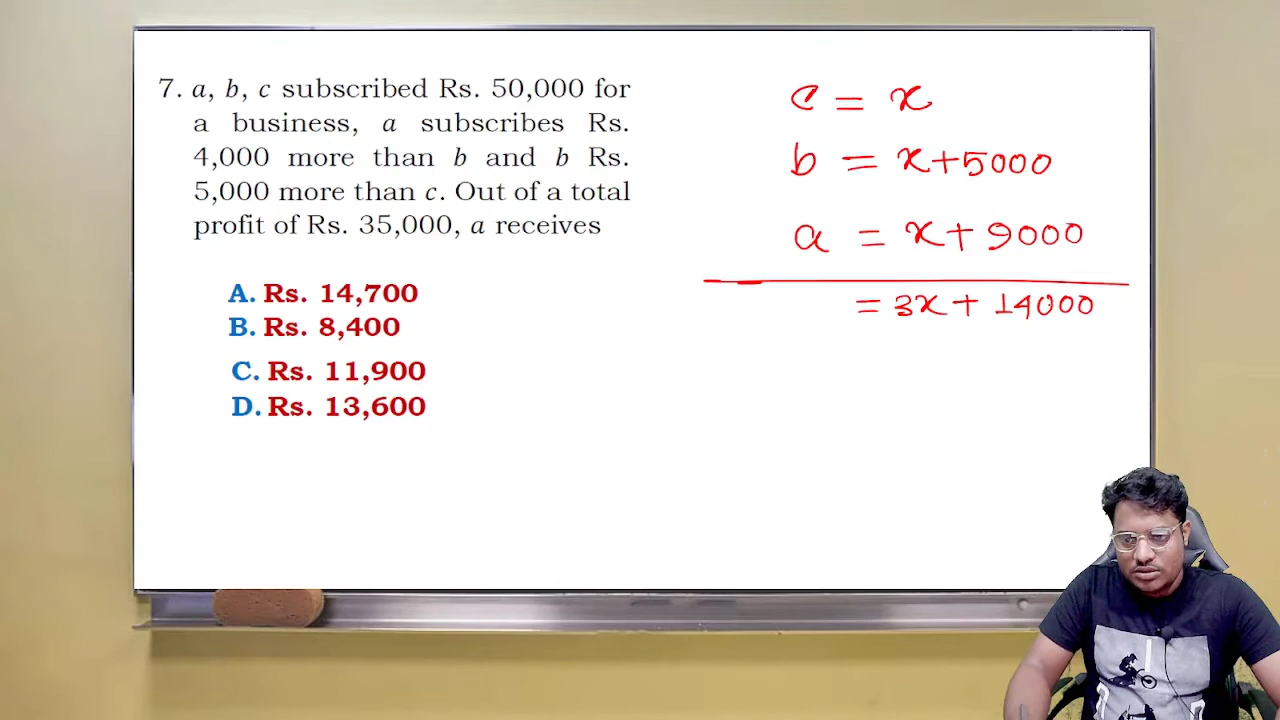 7. a, b, c subscribed Rs. 50,000 for
a business, a subscribes Rs.
4,000 more than b and b Rs.
5,000 more than c. Out of a total
profit of Rs. 35,000, a receives
A. Rs. 14,700
B. Rs. 8,400
C. Rs. 11,900
D. Rs. 13,600
c = x
b = x+5000
a = x+9000
= 3x+14000